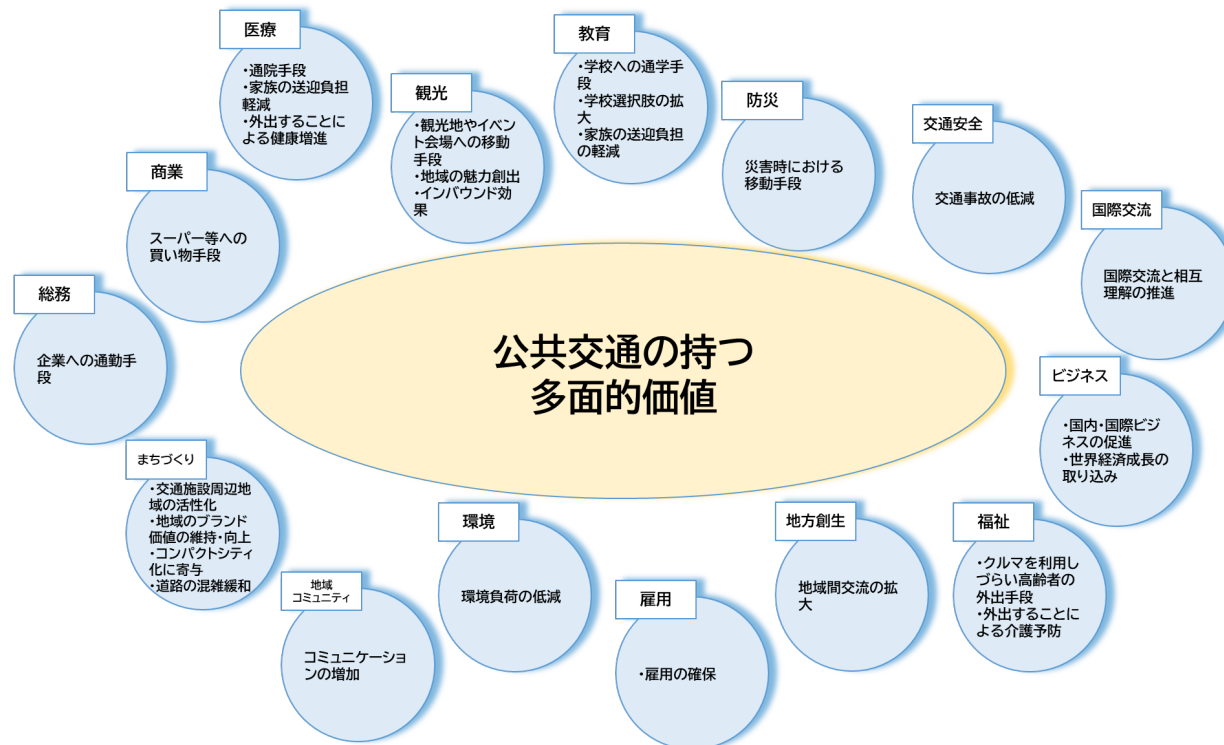 医療
・通院手段
・家族の送迎負担
軽減
・外出することに
よる健康増進
観光
・観光地やイベン
ト会場への移動
手段
・地域の魅力創出
・インバウンド効
果
教育
・学校への通学手
段
・学校選択肢の拡
大
・家族の送迎負担
の軽減
防災
災害時における
移動手段
交通安全
交通事故の低減
国際交流
国際交流と相互
理解の推進
商業
スーパー等への
買い物手段
総務
企業への通勤手
段
公共交通の持つ
多面的価値
ビジネス
・国内・国際ビジ
ネスの促進
・世界経済成長の
取り込み
まちづくり
・交通施設周辺地
域の活性化
・地域のブランド
価値の維持・向上
・コンパクトシティ
化に寄与
・道路の混雑緩和
地域
コミュニティ
コミュニケーショ
ンの増加
環境
環境負荷の低減
雇用
・雇用の確保
地方創生
地域間交流の拡
大
福祉
・クルマを利用し
づらい高齢者の
外出手段
・外出することに
よる介護予防